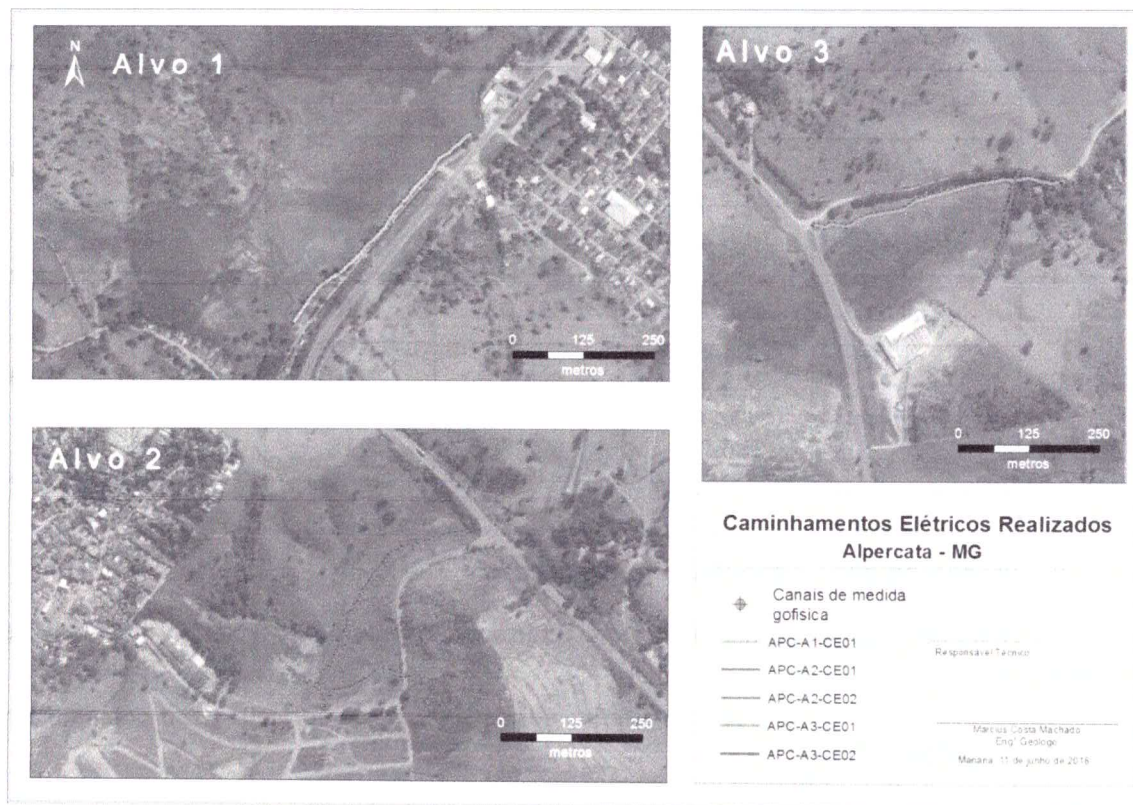 N
Alvo 1
0 125 250
metros
Alvo 3
0 125 250
metros
Alvo 2
0 125 250
metros
Caminhamentos Elétricos Realizados
Alpercata - MG
Canais de medida
gofisica
APC-A1-CE01
APC-A2-CE01
APC-A2-CE02
APC-A3-CE01
APC-A3-CE02
Responsável Técnico
Marcius Costa Machado
Engº Geólogo
Mariana, 11 de junho de 2016